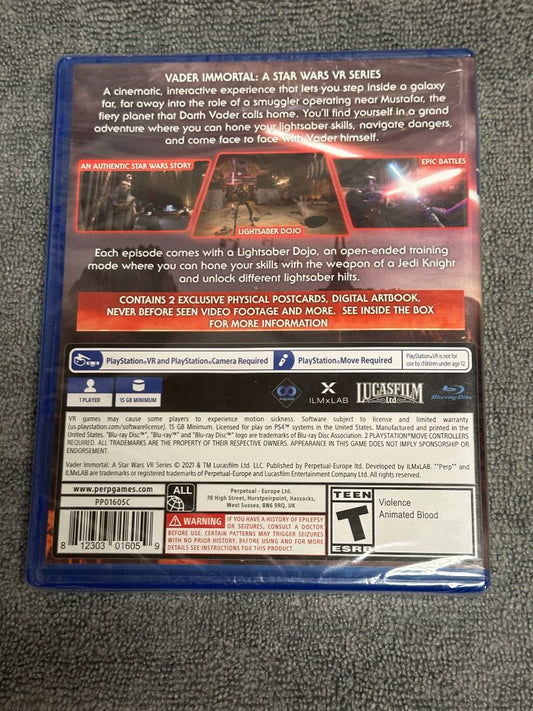 VADER IMMORTAL: A STAR WARS VR SERIES
A cinematic, interactive experience that lets you step inside a galaxy
far, far away into the role of a smuggler operating near Mustafar, the
fiery planet that Darth Vader calls home. You'll find yourself in a grand
adventure where you can hone your lightsaber skills, navigate dangers,
and come face to face with Vader himself.
AN AUTHENTIC STAR WARS STORY
EPIC BATTLES
LIGHTSABER DOJO
Each episode comes with a Lightsaber Dojo, an open-ended training
mode where you can hone your skills with the weapon of a Jedi Knight
and unlock different lightsaber hilts.
CONTAINS 2 EXCLUSIVE PHYSICAL POSTCARDS, DIGITAL ARTBOOK,
NEVER BEFORE SEEN VIDEO FOOTAGE AND MORE. SEE INSIDE THE BOX
FOR MORE INFORMATION
PlayStation®VR and PlayStation®Camera Required
PlayStation®Move Required
PlayStation®VR is not for
use by children under age 12
1 PLAYER
15 GB MINIMUM
ILMxLAB
LUCASFILM
Ltd
Blu-ray Disc
VR games may cause some players to experience motion sickness. Software subject to license and limited warranty
(us.playstation.com/softwarelicense). 15 GB Minimum. Licensed for play on PS4™ systems in the United States. Manufactured and printed in the
United States. "Blu-ray Disc™", "Blu-ray™" and "Blu-ray Disc™" logo are trademarks of Blu-ray Disc Association. 2 PLAYSTATION®MOVE CONTROLLERS
REQUIRED. ALL TRADEMARKS ARE THE PROPERTY OF THEIR RESPECTIVE OWNERS. APPEARANCE IN THIS GAME DOES NOT IMPLY SPONSORSHIP OR
ENDORSEMENT.
Vader Immortal: A Star Wars VR Series © 2021 & TM Lucasfilm Ltd. LLC. Published by Perpetual-Europe ltd. Developed by ILMxLAB. "Perp" and
ILMxLAB are trademarks or registered trademarks of Perpetual-Europe and Lucasfilm Entertainment Company Ltd. All rights reserved.
www.perpgames.com
PP01605C
8 12303 01605 9
ALL
Perpetual - Europe Ltd.
78 High Street, Hurstpierpoint, Hassocks,
West Sussex, BN6 9RQ. UK
WARNING
IF YOU HAVE A HISTORY OF EPILEPSY
OR SEIZURES, CONSULT A DOCTOR
BEFORE USE. CERTAIN PATTERNS MAY TRIGGER SEIZURES
WITH NO PRIOR HISTORY. BEFORE USING AND FOR MORE
DETAILS SEE INSTRUCTIONS FOR THIS PRODUCT.
TEEN
T
ESRB
Violence
Animated Blood